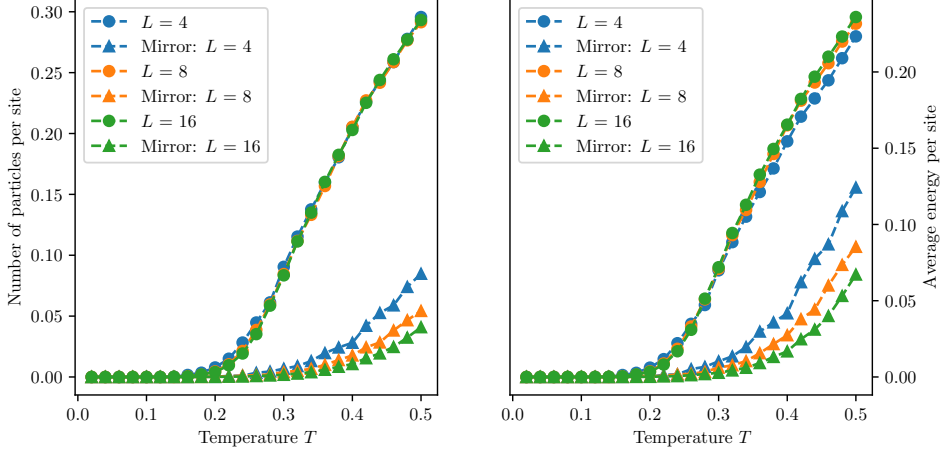 0.30
0.25
0.20
0.15
0.10
0.05
0.00
Number of particles per site
L = 4
Mirror: L = 4
L = 8
Mirror: L = 8
L = 16
Mirror: L = 16
0.0 0.1 0.2 0.3 0.4 0.5
Temperature T
L = 4
Mirror: L = 4
L = 8
Mirror: L = 8
L = 16
Mirror: L = 16
0.20
0.15
0.10
0.05
0.00
Average energy per site
0.0 0.1 0.2 0.3 0.4 0.5
Temperature T